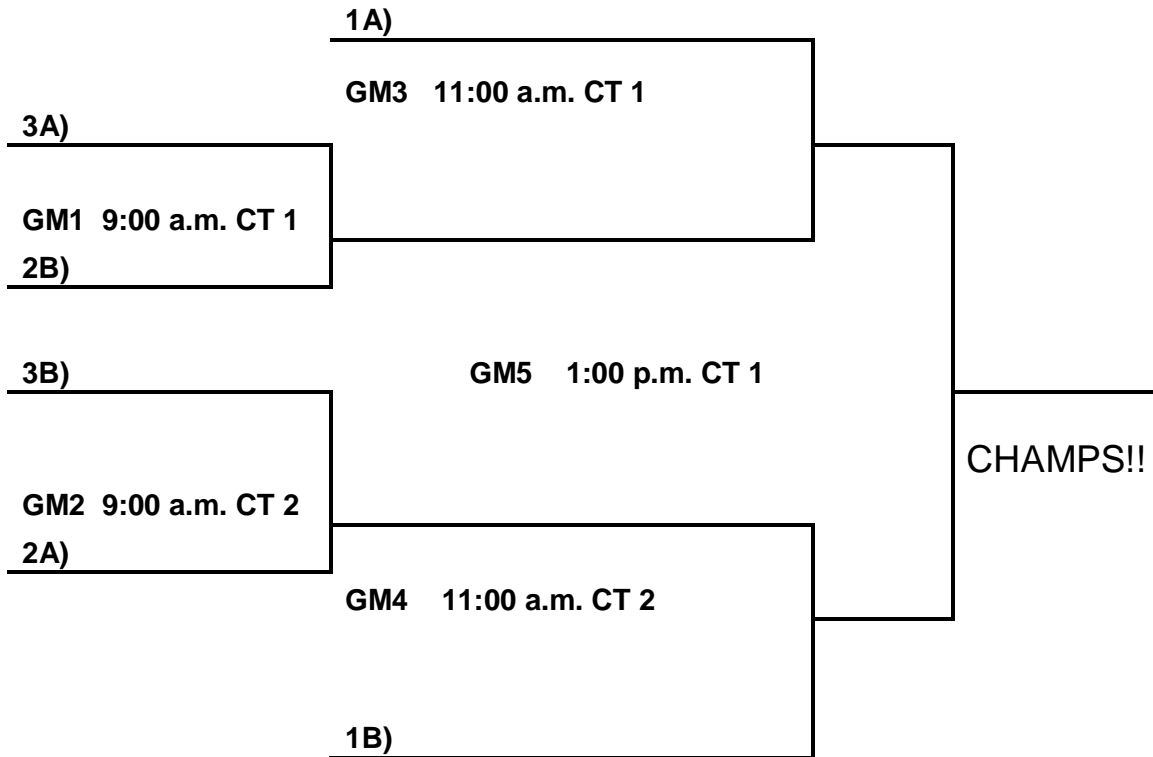 1A)
GM3 11:00 a.m. CT 1
3A)
GM1 9:00 a.m. CT 1
2B)
3B)
GM5 1:00 p.m. CT 1
CHAMPS!!
GM2 9:00 a.m. CT 2
2A)
GM4 11:00 a.m. CT 2
1B)